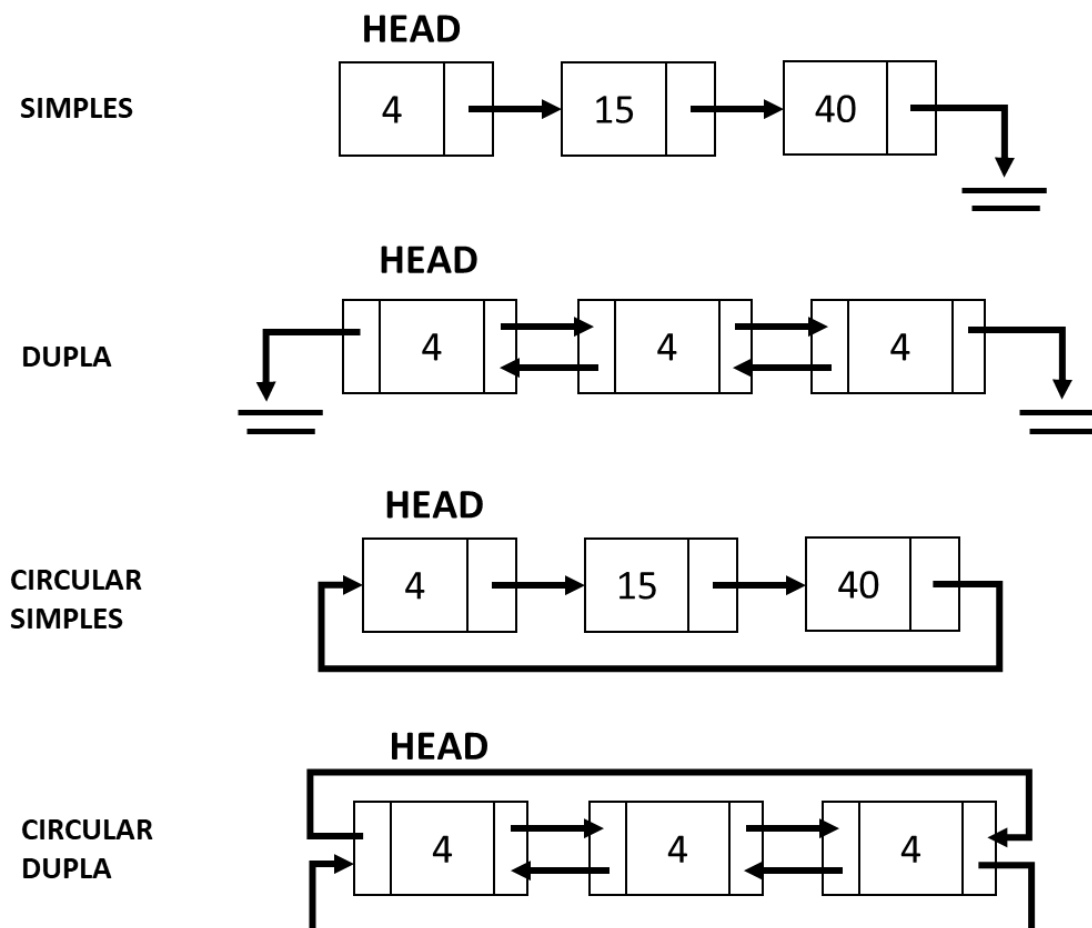 HEAD
SIMPLES 4 15 40
HEAD
DUPLA 4 4 4
HEAD
CIRCULAR
SIMPLES
4 15 40
HEAD
CIRCULAR
DUPLA
4 4 4